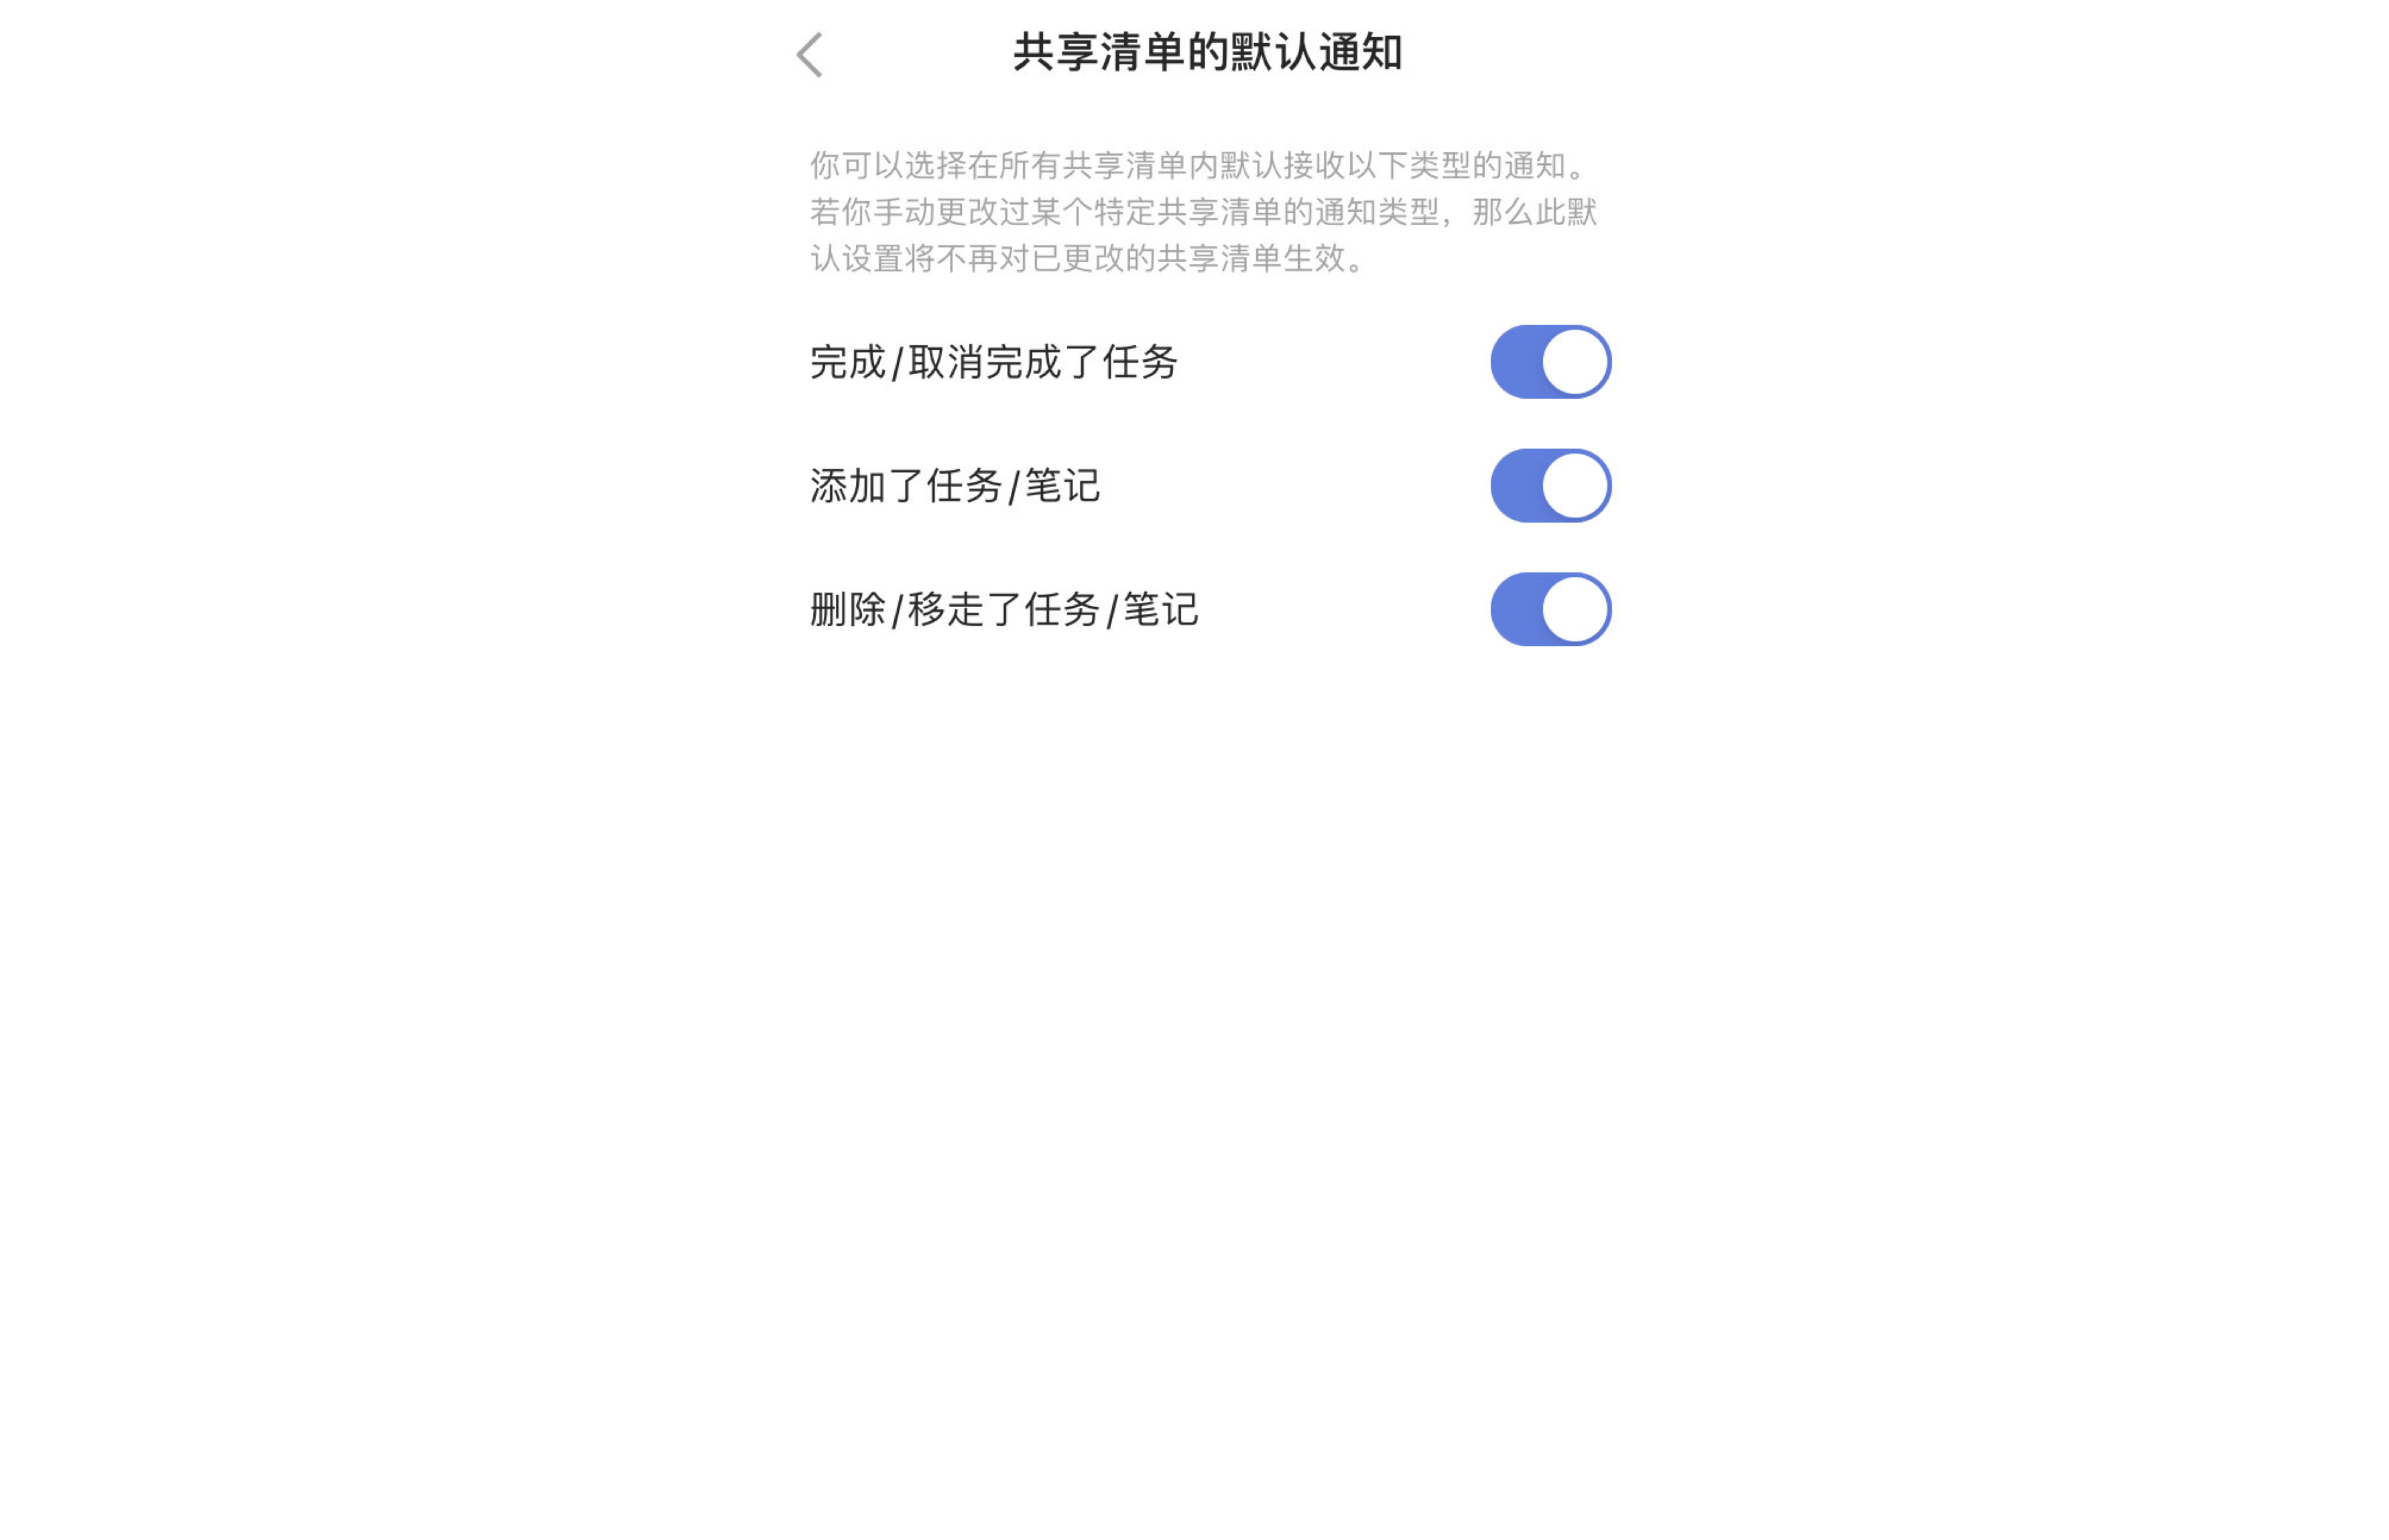 共享清单的默认通知
你可以选择在所有共享清单内默认接收以下类型的通知。
若你手动更改过某个特定共享清单的通知类型，那么此默
认设置将不再对已更改的共享清单生效。
完成/取消完成了任务
添加了任务/笔记
删除/移走了任务/笔记